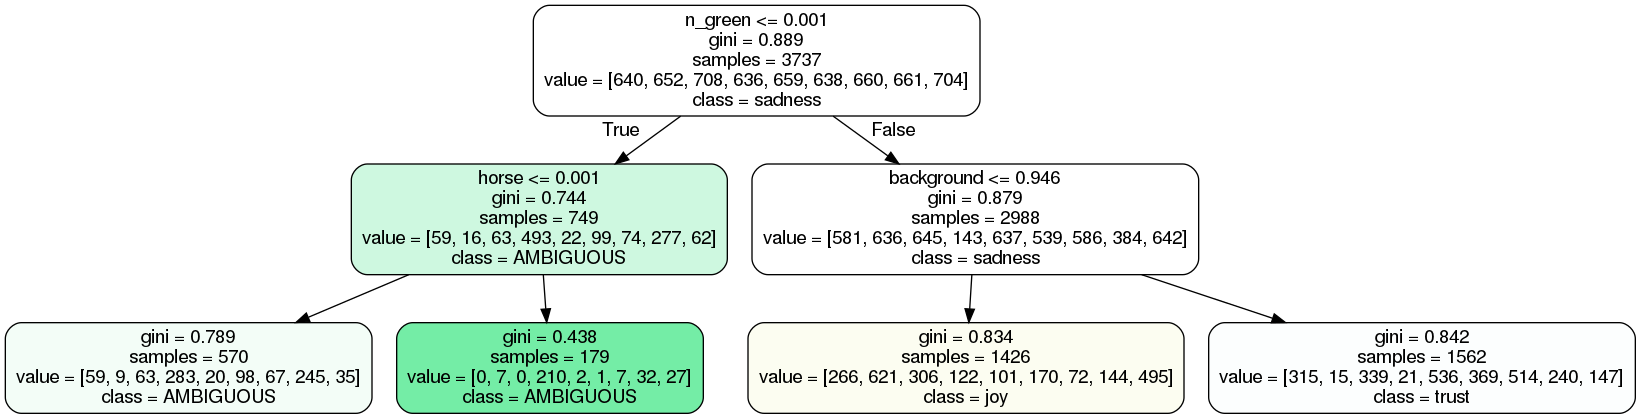 n_green <= 0.001
gini = 0.889
samples = 3737
value = [640, 652, 708, 636, 659, 638, 660, 661, 704]
class = sadness
True
False
horse <= 0.001
gini = 0.744
samples = 749
value = [59, 16, 63, 493, 22, 99, 74, 277, 62]
class = AMBIGUOUS
background <= 0.946
gini = 0.879
samples = 2988
value = [581, 636, 645, 143, 637, 539, 586, 384, 642]
class = sadness
gini = 0.789
samples = 570
value = [59, 9, 63, 283, 20, 98, 67, 245, 35]
class = AMBIGUOUS
gini = 0.438
samples = 179
value = [0, 7, 0, 210, 2, 1, 7, 32, 27]
class = AMBIGUOUS
gini = 0.834
samples = 1426
value = [266, 621, 306, 122, 101, 170, 72, 144, 495]
class = joy
gini = 0.842
samples = 1562
value = [315, 15, 339, 21, 536, 369, 514, 240, 147]
class = trust